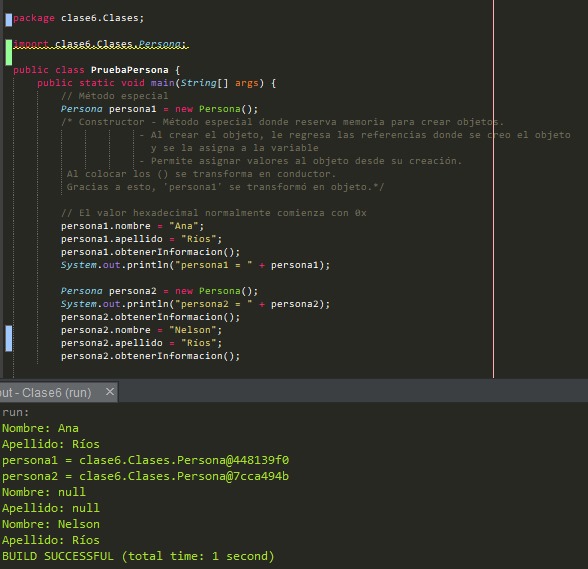 package clase6.Clases;
import clase6.Clases.Persona;
public class PruebaPersona {
public static void main(String[] args) {
// Método especial
Persona persona1 = new Persona();
/* Constructor - Método especial donde reserva memoria para crear objetos.
- Al crear el objeto, le regresa las referencias donde se creo el objeto
y se la asigna a la variable
- Permite asignar valores al objeto desde su creación.
Al colocar los () se transforma en conductor.
Gracias a esto, 'persona1' se transformó en objeto.*/
// El valor hexadecimal normalmente comienza con 0x
persona1.nombre = "Ana";
persona1.apellido = "Ríos";
persona1.obtenerInformacion();
System.out.println("persona1 = " + persona1);
Persona persona2 = new Persona();
System.out.println("persona2 = " + persona2);
persona2.obtenerInformacion();
persona2.nombre = "Nelson";
persona2.apellido = "Ríos";
persona2.obtenerInformacion();
out - Clase6 (run) ×
run:
Nombre: Ana
Apellido: Ríos
persona1 = clase6.Clases.Persona@448139f0
persona2 = clase6.Clases.Persona@7cca494b
Nombre: null
Apellido: null
Nombre: Nelson
Apellido: Ríos
BUILD SUCCESSFUL (total time: 1 second)